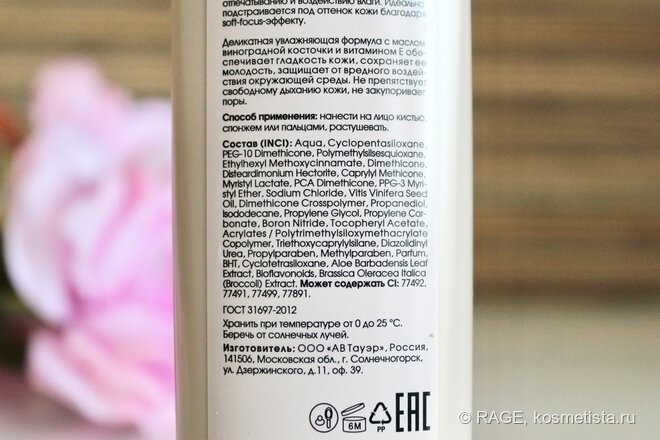 отпечатыванию и воздействию влаги. Идеально
подстраивается под оттенок кожи благодаря
soft-focus-эффекту.
Деликатная увлажняющая формула с маслом
виноградной косточки и витамином Е обе-
спечивает гладкость кожи, сохраняет ее
молодость, защищает от вредного воздей-
ствия окружающей среды. Не препятствует
свободному дыханию кожи, не закупоривает
поры.
Способ применения: нанести на лицо кистью,
спонжем или пальцами, растушевать.
Состав (INCI): Aqua, Cyclopentasiloxane,
PEG-10 Dimethicone, Polymethylsilsesquioxane,
Ethylhexyl Methoxycinnamate, Dimethicone,
Disteardimonium Hectorite, Caprylyl Methicone,
Myristyl Lactate, PCA Dimethicone, PPG-3 Myri-
styl Ether, Sodium Chloride, Vitis Vinifera Seed
Oil, Dimethicone Crosspolymer, Propanediol,
Isododecane, Propylene Glycol, Propylene Car-
bonate, Boron Nitride, Tocopheryl Acetate,
Acrylates / Polytrimethylsiloxymethacrylate
Copolymer, Triethoxycaprylylsilane, Diazolidinyl
Urea, Propylparaben, Methylparaben, Parfum,
BHT, Cyclotetrasiloxane, Aloe Barbadensis Leaf
Extract, Bioflavonoids, Brassica Oleracea Italica
(Broccoli) Extract. Может содержать CI: 77492,
77491, 77499, 77891.
ГОСТ 31697-2012
Хранить при температуре от 0 до 25 °C.
Беречь от солнечных лучей.
Изготовитель: ООО «АВ Тауэр», Россия,
141506, Московская обл., г. Солнечногорск,
ул. Дзержинского, д.11, оф. 39.
6M
PP
EAC
© RAGE, kosmetista.ru